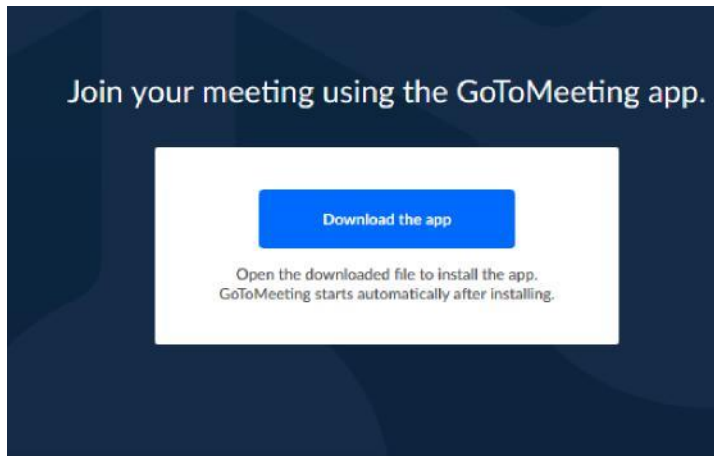 Join your meeting using the GoToMeeting app.
Download the app
Open the downloaded file to install the app.
GoToMeeting starts automatically after installing.